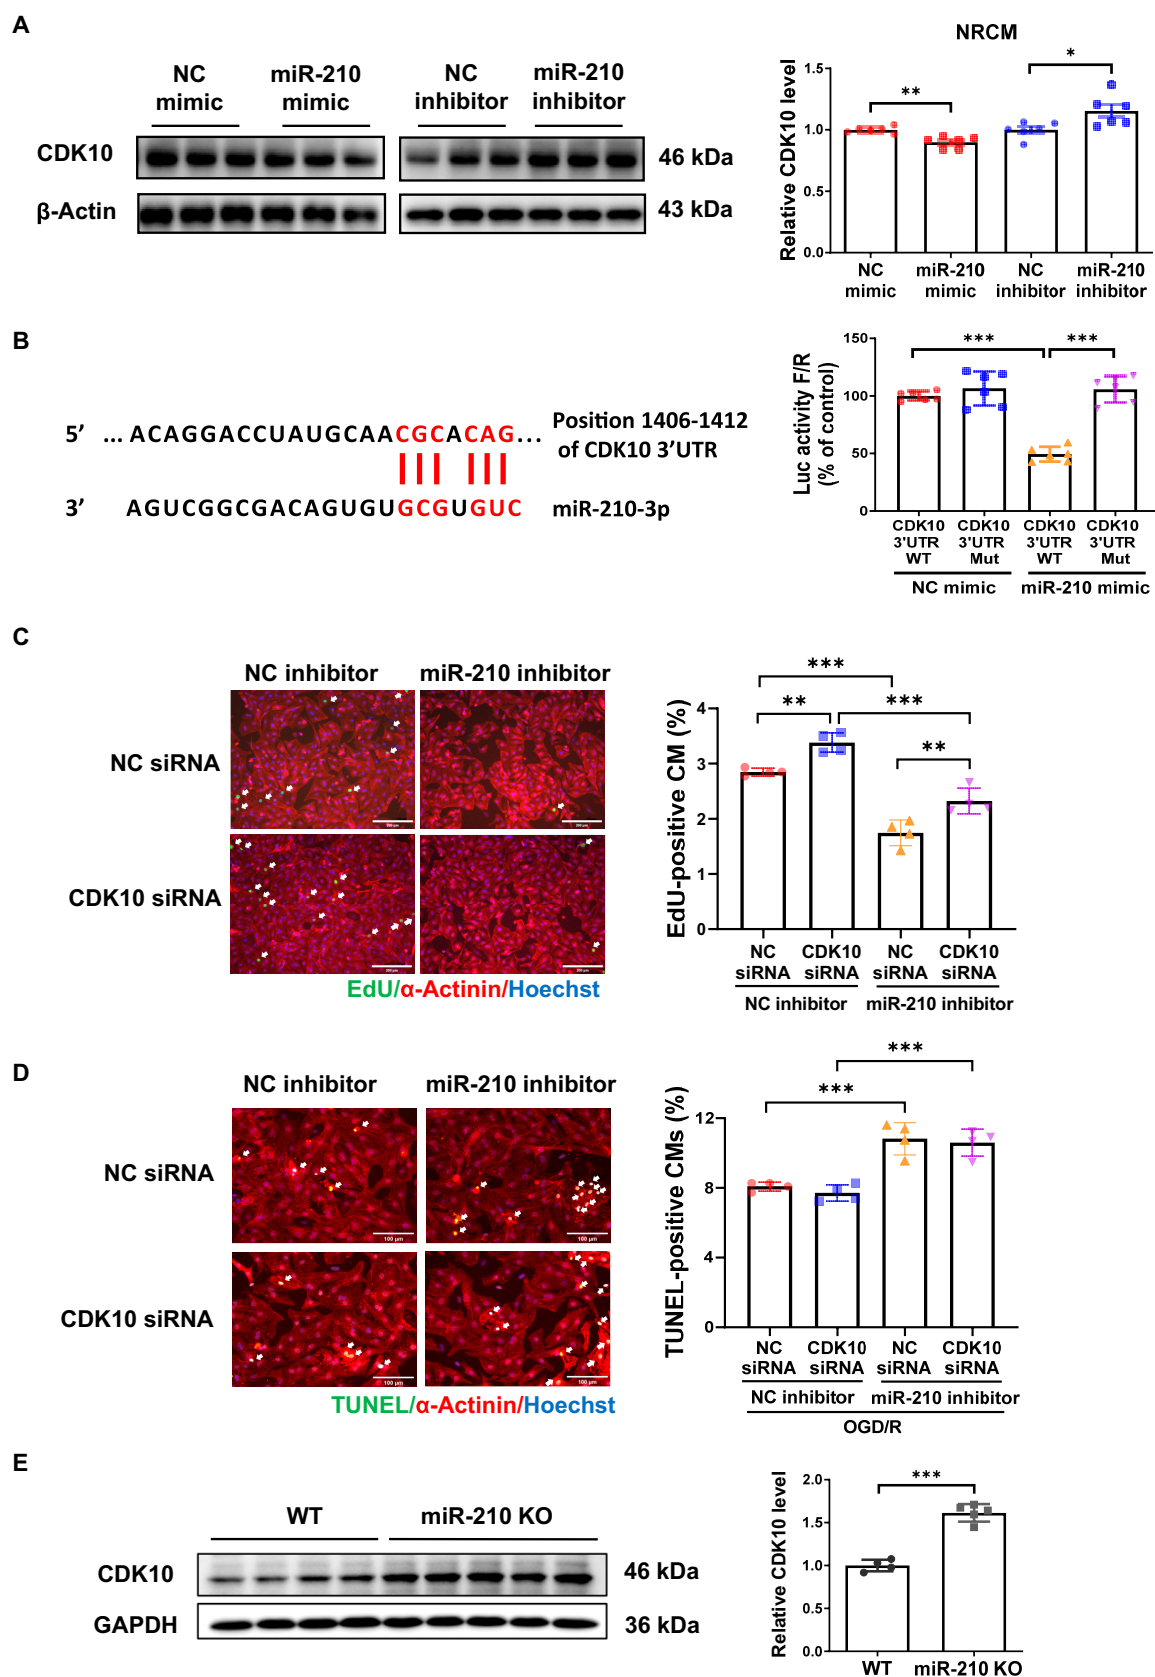 A
NC mimic
miR-210 mimic
NC inhibitor
miR-210 inhibitor
CDK10
46 kDa
β-Actin
43 kDa
NRCM
Relative CDK10 level
1.5
1.0
0.5
0.0
**
*
NC mimic
miR-210 mimic
NC inhibitor
miR-210 inhibitor
B
5’ ... ACAGGACCUAUGCAACGCACAG...
Position 1406-1412 of CDK10 3’UTR
3’ AGUCGGCGACAGUGUGCGUGUC
miR-210-3p
Luc activity F/R (% of control)
150
100
50
0
***
***
CDK10 3'UTR WT
CDK10 3'UTR Mut
CDK10 3'UTR WT
CDK10 3'UTR Mut
NC mimic
miR-210 mimic
C
NC inhibitor
miR-210 inhibitor
NC siRNA
CDK10 siRNA
EdU/α-Actinin/Hoechst
EdU-positive CM (%)
4
3
2
1
0
***
**
***
**
NC siRNA
CDK10 siRNA
NC siRNA
CDK10 siRNA
NC inhibitor
miR-210 inhibitor
D
NC inhibitor
miR-210 inhibitor
NC siRNA
100 µm
100 µm
CDK10 siRNA
100 µm
100 µm
TUNEL/α-Actinin/Hoechst
TUNEL-positive CMs (%)
12
8
4
0
***
***
NC siRNA
CDK10 siRNA
NC siRNA
CDK10 siRNA
NC inhibitor
miR-210 inhibitor
OGD/R
E
WT
miR-210 KO
CDK10
46 kDa
GAPDH
36 kDa
Relative CDK10 level
2.0
1.5
1.0
0.5
0.0
***
WT
miR-210 KO